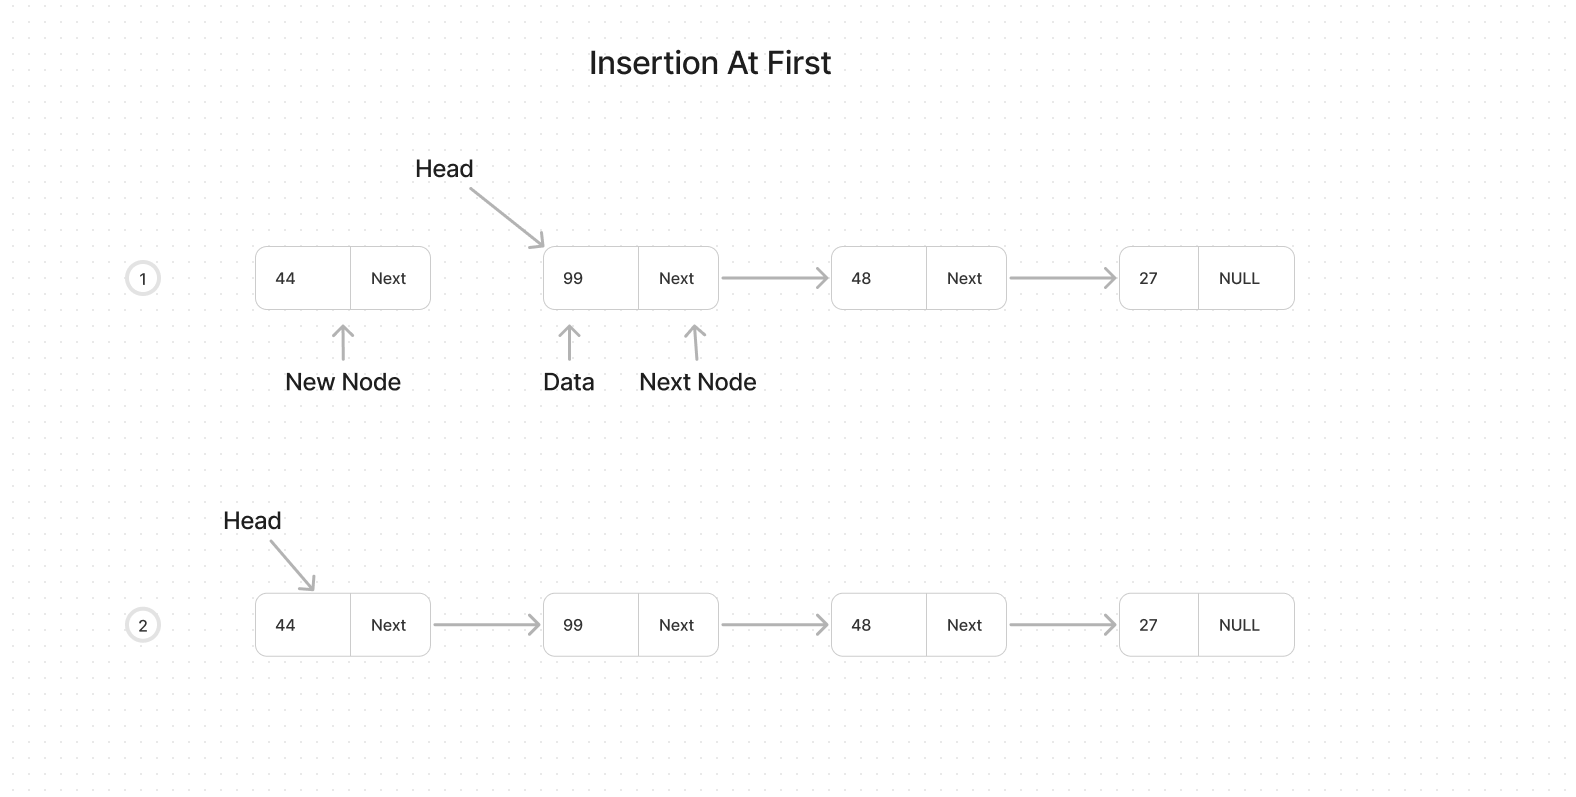 Insertion At First
Head
1
44 Next 99 Next 48 Next 27 NULL
New Node Data Next Node
Head
2
44 Next 99 Next 48 Next 27 NULL